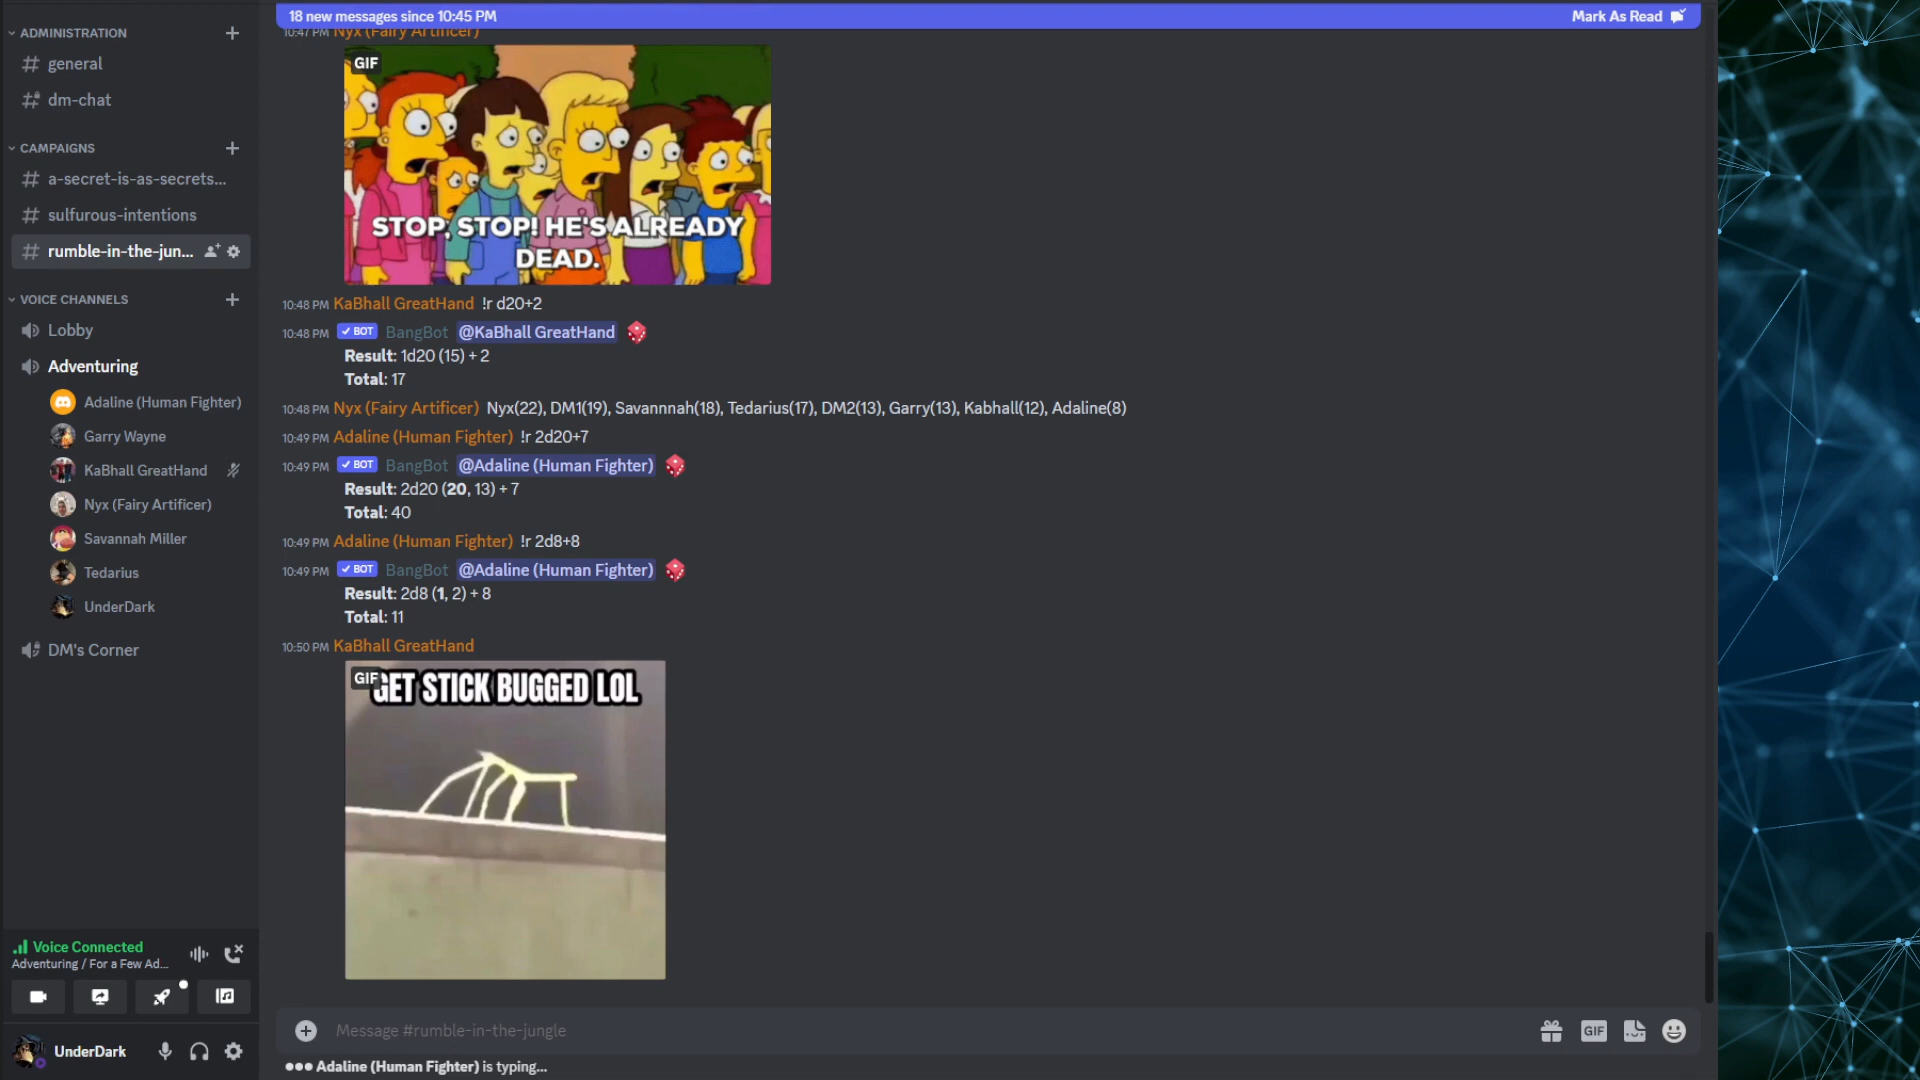 ADMINISTRATION
general
dm-chat
CAMPAIGNS
a-secret-is-as-secrets...
sulfurous-intentions
rumble-in-the-jun...
VOICE CHANNELS
Lobby
Adventuring
Adaline (Human Fighter)
Garry Wayne
KaBhall GreatHand
Nyx (Fairy Artificer)
Savannah Miller
Tedarius
UnderDark
DM's Corner
Voice Connected
Adventuring / For a Few Ad...
UnderDark
18 new messages since 10:45 PM
Mark As Read
10:47 PM Nyx (Fairy Artificer)
GIF
STOP, STOP! HE'S ALREADY
DEAD.
10:48 PM KaBhall GreatHand !r d20+2
10:48 PM BOT BangBot @KaBhall GreatHand
Result: 1d20 (15) + 2
Total: 17
10:48 PM Nyx (Fairy Artificer) Nyx(22), DM1(19), Savannnah(18), Tedarius(17), DM2(13), Garry(13), Kabhall(12), Adaline(8)
10:49 PM Adaline (Human Fighter) !r 2d20+7
10:49 PM BOT BangBot @Adaline (Human Fighter)
Result: 2d20 (20, 13) + 7
Total: 40
10:49 PM Adaline (Human Fighter) !r 2d8+8
10:49 PM BOT BangBot @Adaline (Human Fighter)
Result: 2d8 (1, 2) + 8
Total: 11
10:50 PM KaBhall GreatHand
GIF
GET STICK BUGGED LOL
Message #rumble-in-the-jungle
GIF
Adaline (Human Fighter) is typing...